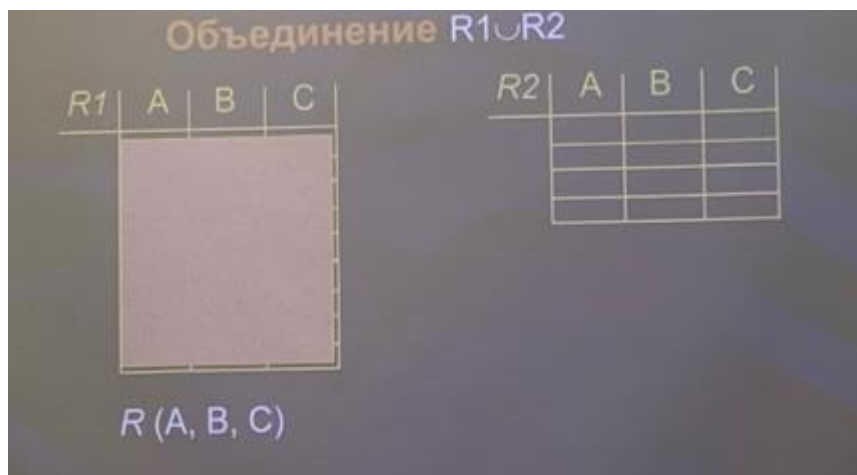 Объединение R1∪R2
R1 A B C
R2 A B C
R (A, B, C)